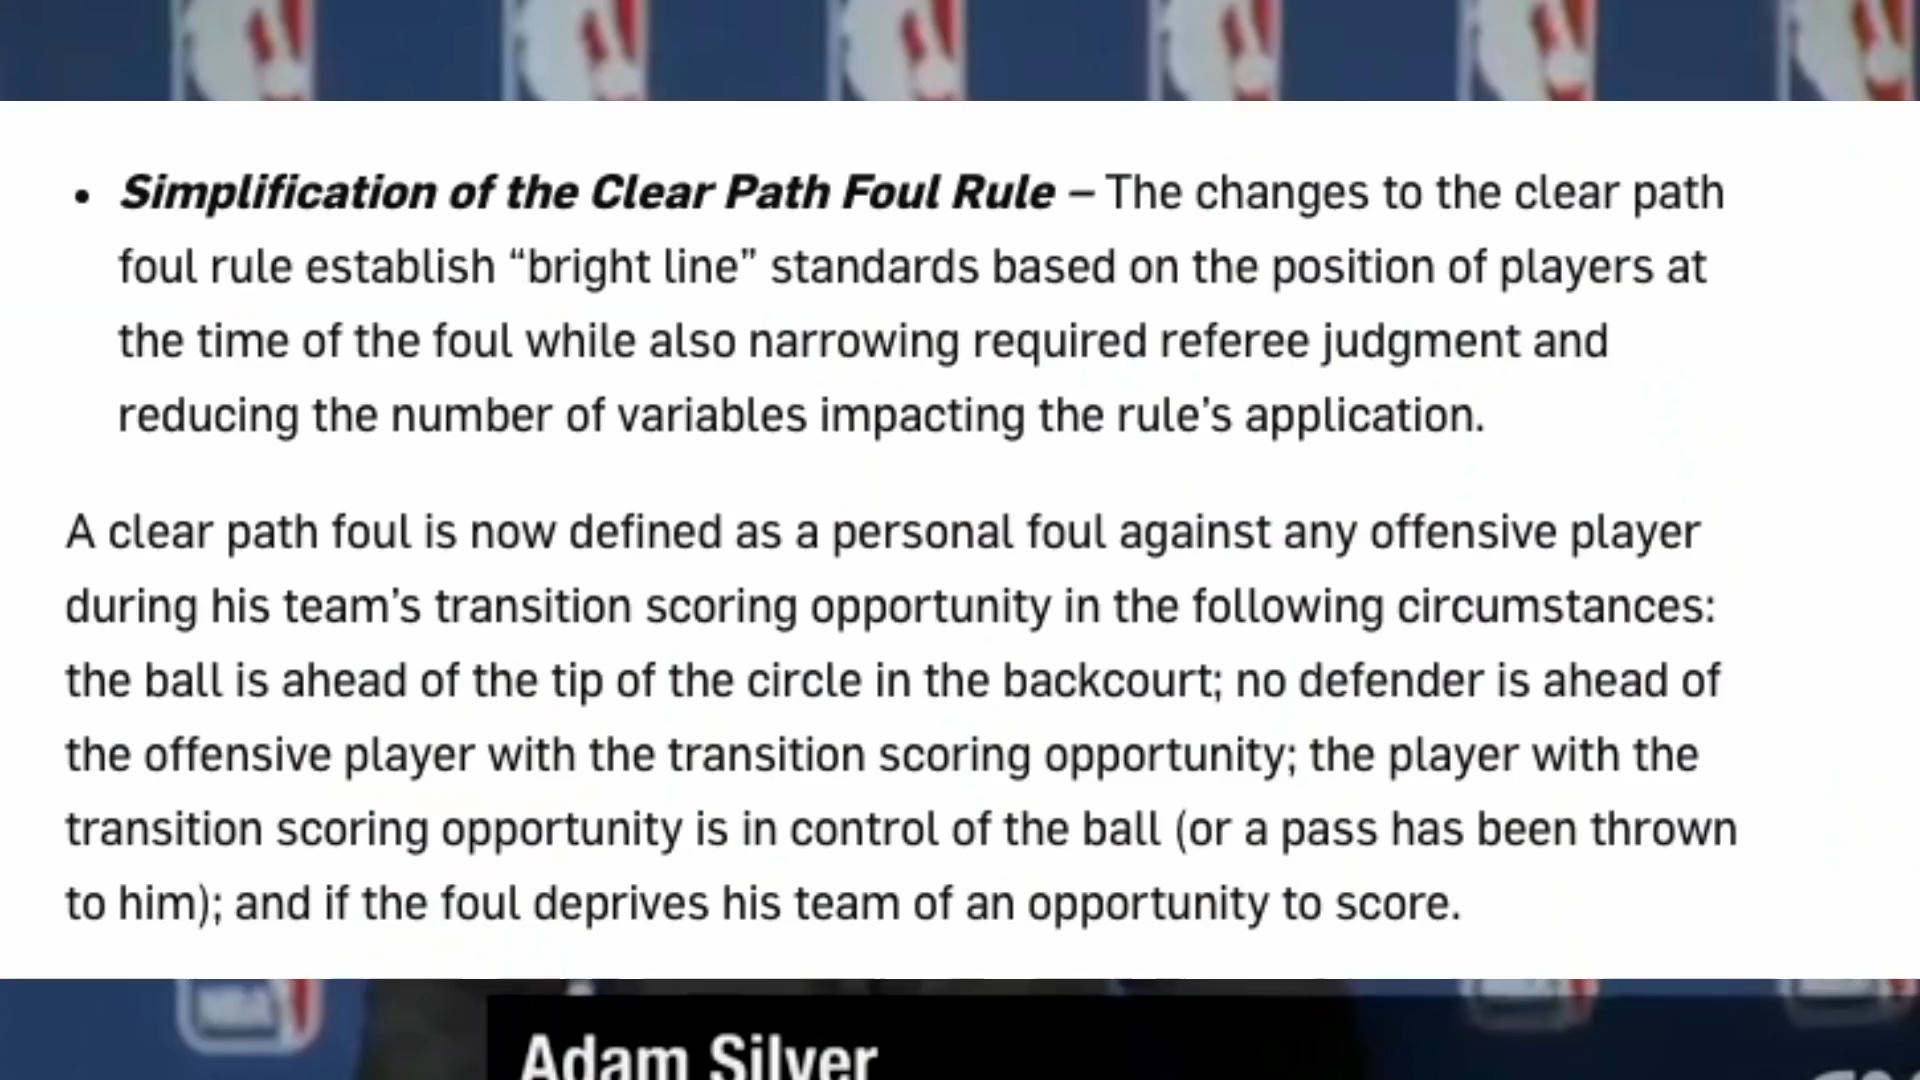 • Simplification of the Clear Path Foul Rule – The changes to the clear path
foul rule establish “bright line” standards based on the position of players at
the time of the foul while also narrowing required referee judgment and
reducing the number of variables impacting the rule’s application.
A clear path foul is now defined as a personal foul against any offensive player
during his team’s transition scoring opportunity in the following circumstances:
the ball is ahead of the tip of the circle in the backcourt; no defender is ahead of
the offensive player with the transition scoring opportunity; the player with the
transition scoring opportunity is in control of the ball (or a pass has been thrown
to him); and if the foul deprives his team of an opportunity to score.
NBA
Adam Silver